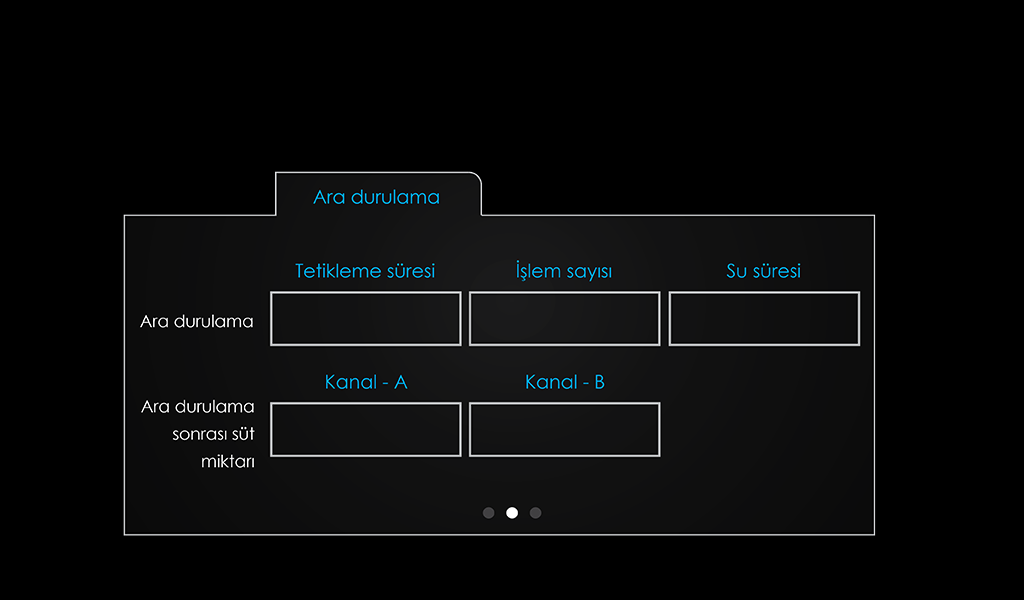 Ara durulama
Tetikleme süresi İşlem sayısı Su süresi
Ara durulama
Kanal - A Kanal - B
Ara durulama
sonrası süt
miktarı